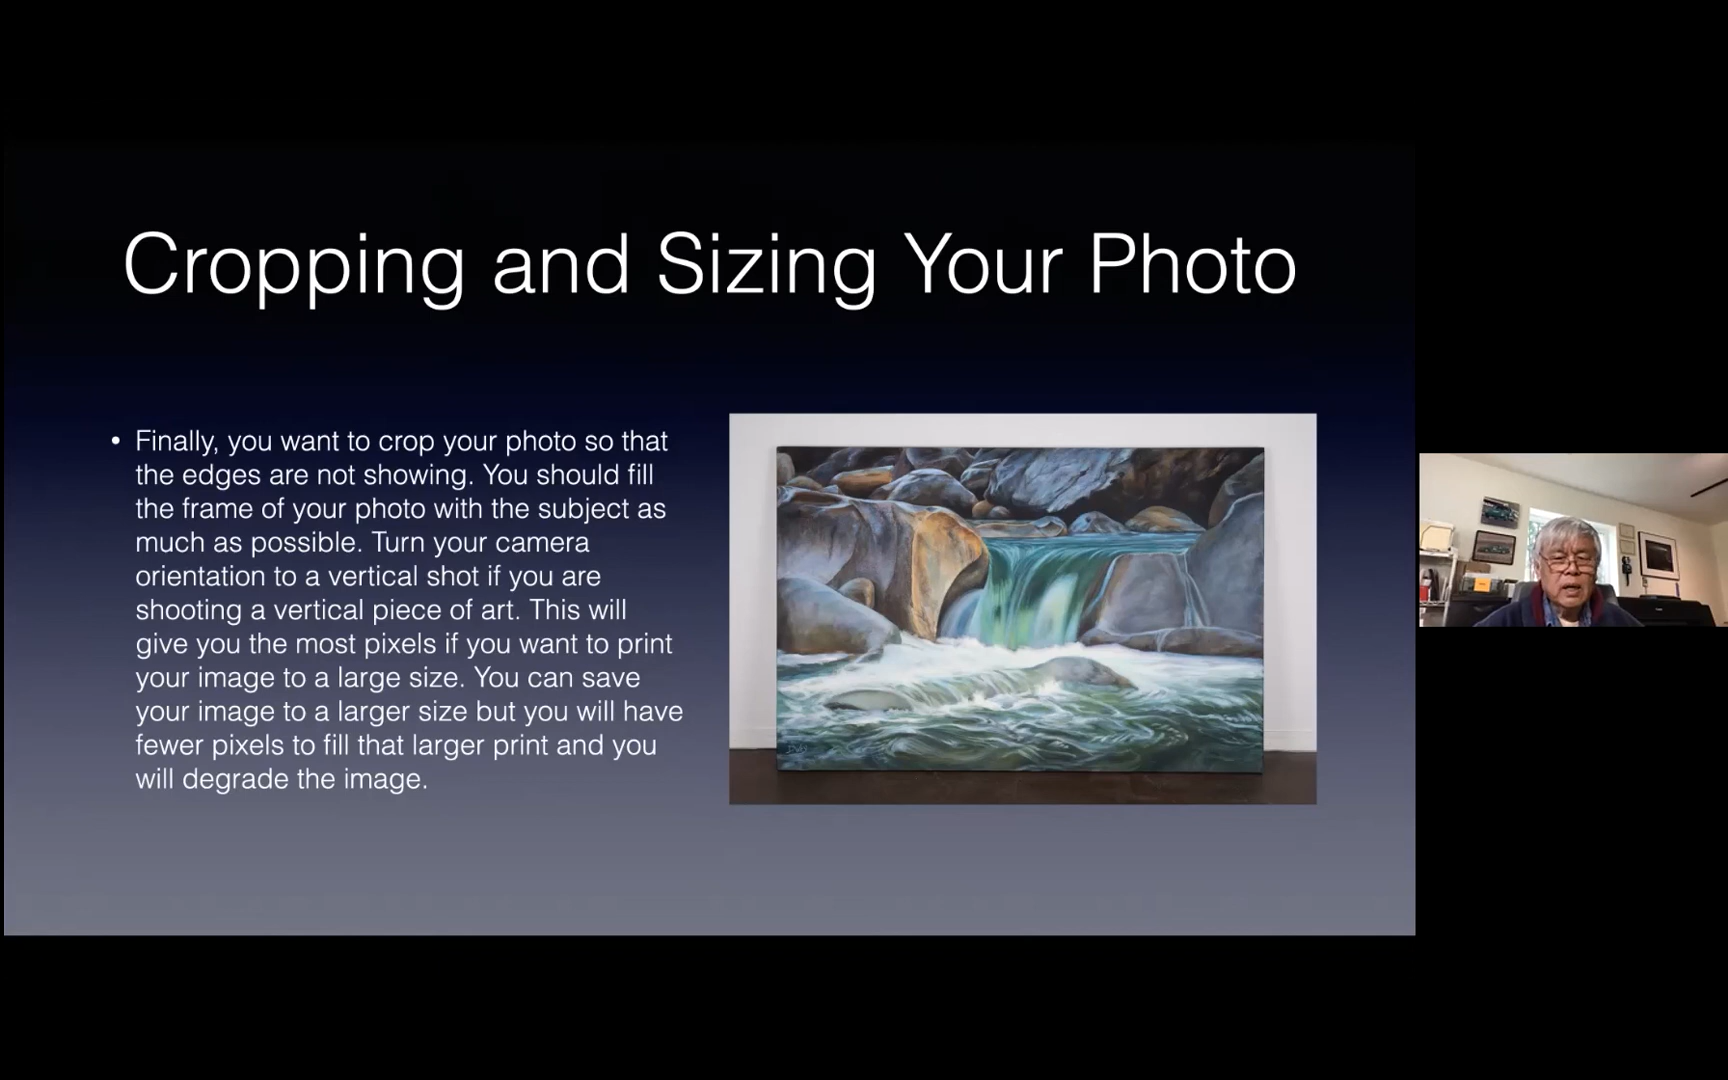 Cropping and Sizing Your Photo
• Finally, you want to crop your photo so that
the edges are not showing. You should fill
the frame of your photo with the subject as
much as possible. Turn your camera
orientation to a vertical shot if you are
shooting a vertical piece of art. This will
give you the most pixels if you want to print
your image to a large size. You can save
your image to a larger size but you will have
fewer pixels to fill that larger print and you
will degrade the image.